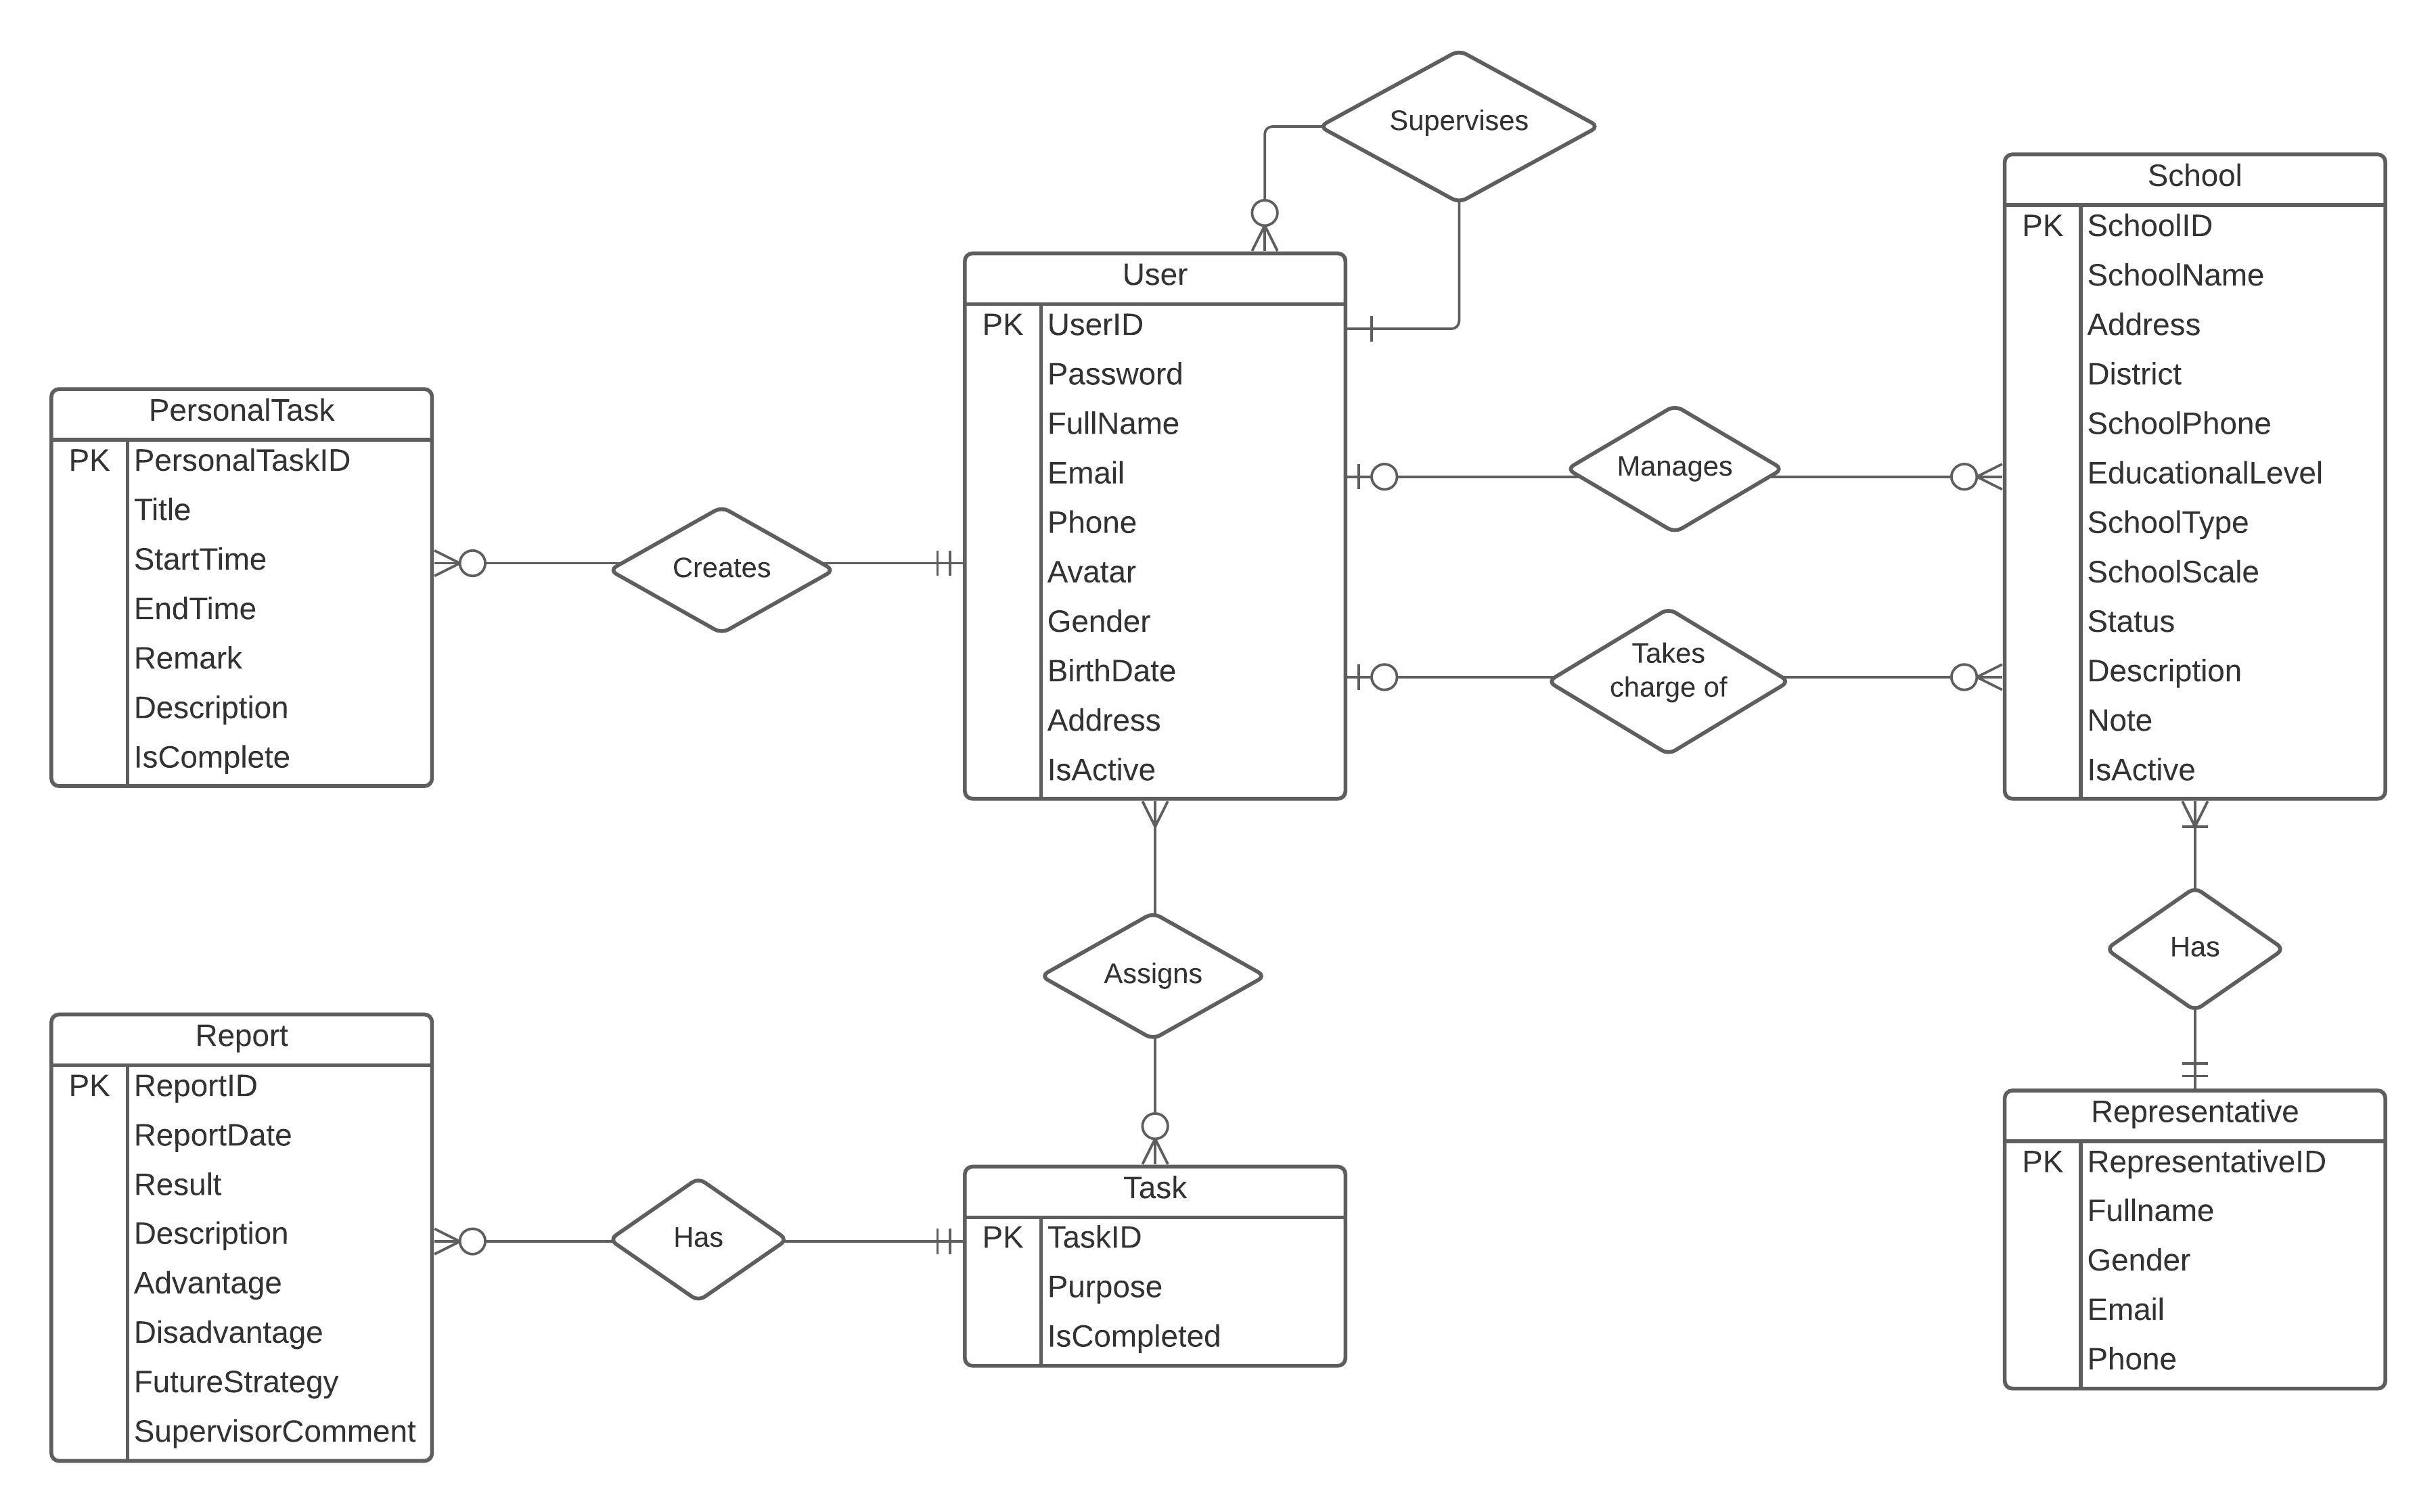 Supervises
School
PK SchoolID
SchoolName
Address
District
SchoolPhone
EducationalLevel
SchoolType
SchoolScale
Status
Description
Note
IsActive
User
PK UserID
Password
FullName
Email
Phone
Avatar
Gender
BirthDate
Address
IsActive
PersonalTask
PK PersonalTaskID
Title
StartTime
EndTime
Remark
Description
IsComplete
Creates
Manages
Takes
charge of
Assigns
Has
Report
PK ReportID
ReportDate
Result
Description
Advantage
Disadvantage
FutureStrategy
SupervisorComment
Has
Task
PK TaskID
Purpose
IsCompleted
Representative
PK RepresentativeID
Fullname
Gender
Email
Phone